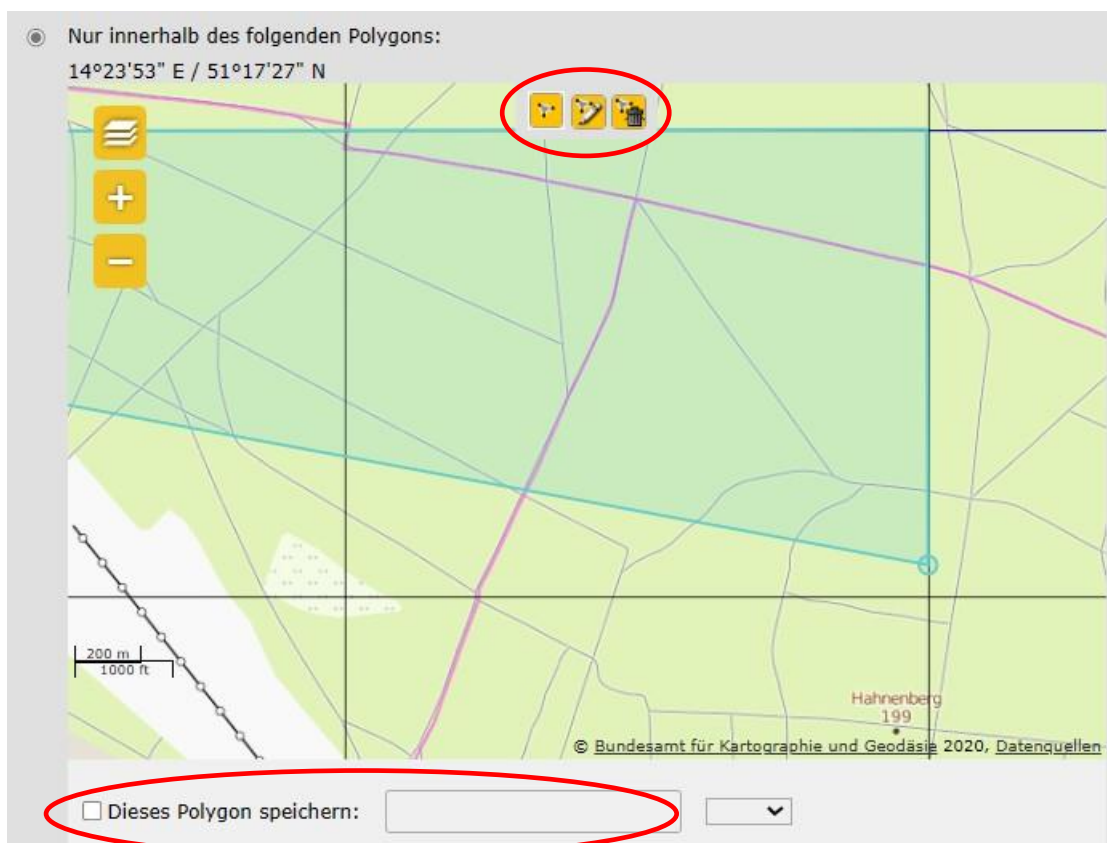 Nur innerhalb des folgenden Polygons:
14°23'53" E / 51°17'27" N
200 m
1000 ft
Hahnenberg
199
© Bundesamt für Kartographie und Geodäsie 2020, Datenquellen
Dieses Polygon speichern: